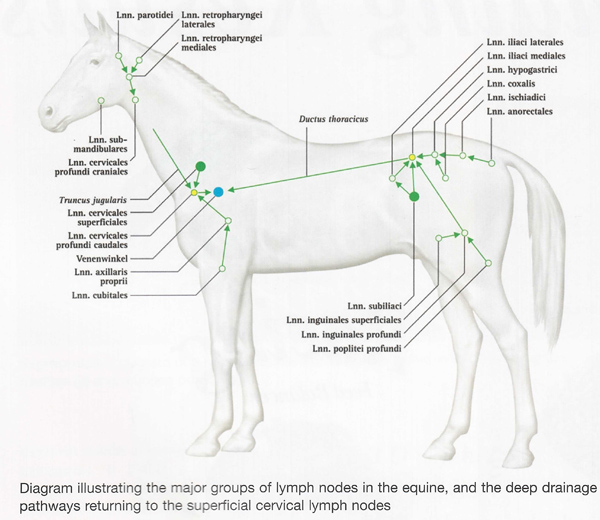 Lnn. parotidei
Lnn. retropharyngei
laterales
Lnn. retropharyngei
mediales
Lnn. iliaci laterales
Lnn. iliaci mediales
Lnn. hypogastrici
Lnn. coxalis
Lnn. ischiadici
Lnn. anorectales
Ductus thoracicus
Lnn. sub-
mandibulares
Lnn. cervicales
profundi craniales
Truncus jugularis
Lnn. cervicales
superficiales
Lnn. cervicales
profundi caudales
Venenwinkel
Lnn. axillaris
proprii
Lnn. cubitales
Lnn. subiliaci
Lnn. inguinales superficiales
Lnn. inguinales profundi
Lnn. poplitei profundi
Diagram illustrating the major groups of lymph nodes in the equine, and the deep drainage
pathways returning to the superficial cervical lymph nodes